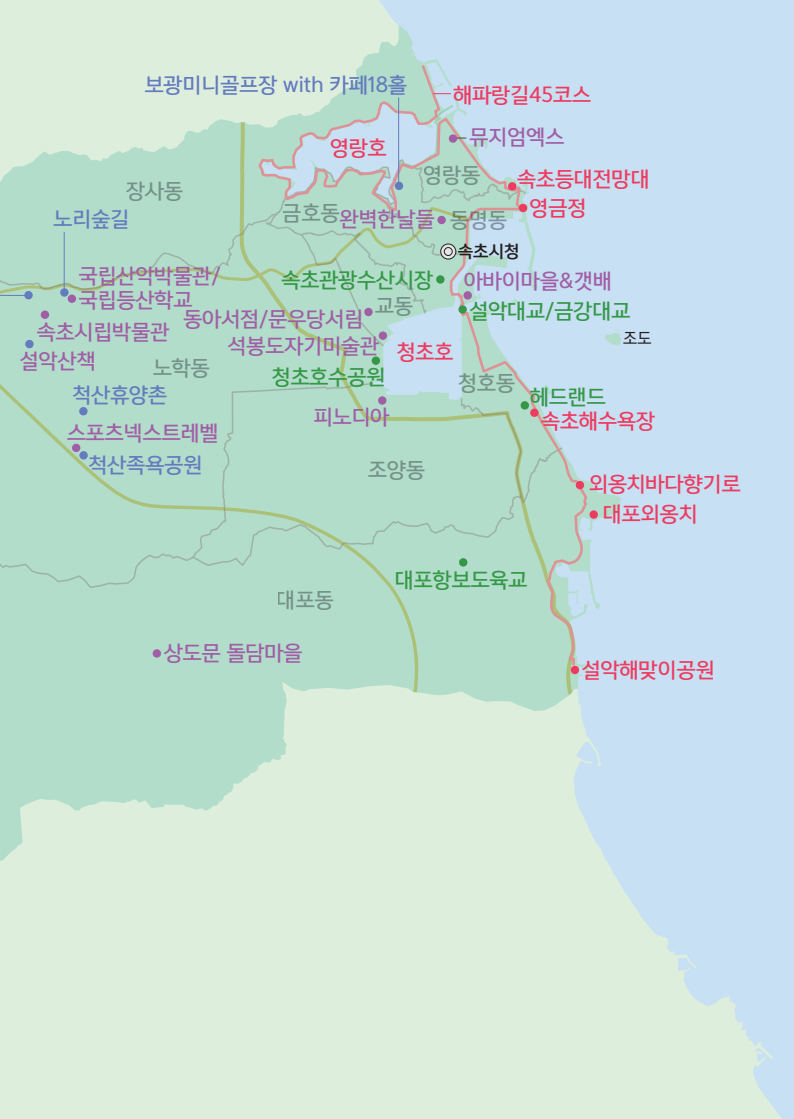 보광미니골프장 with 카페18홀
해파랑길45코스
뮤지엄엑스
영랑호
영랑동
속초등대전망대
장사동
영금정
금호동
완벽한날들
동명동
노리숲길
속초시청
국립산악박물관/
국립등산학교
속초관광수산시장
아바이마을&갯배
교동
설악대교/금강대교
동아서점/문우당서림
속초시립박물관
조도
석봉도자기미술관
청초호
설악산책
노학동
청초호수공원
청호동
척산휴양촌
헤드랜드
피노디아
속초해수욕장
스포츠넥스트레벨
척산족욕공원
조양동
외옹치바다향기로
대포외옹치
대포항보도육교
대포동
상도문 돌담마을
설악해맞이공원